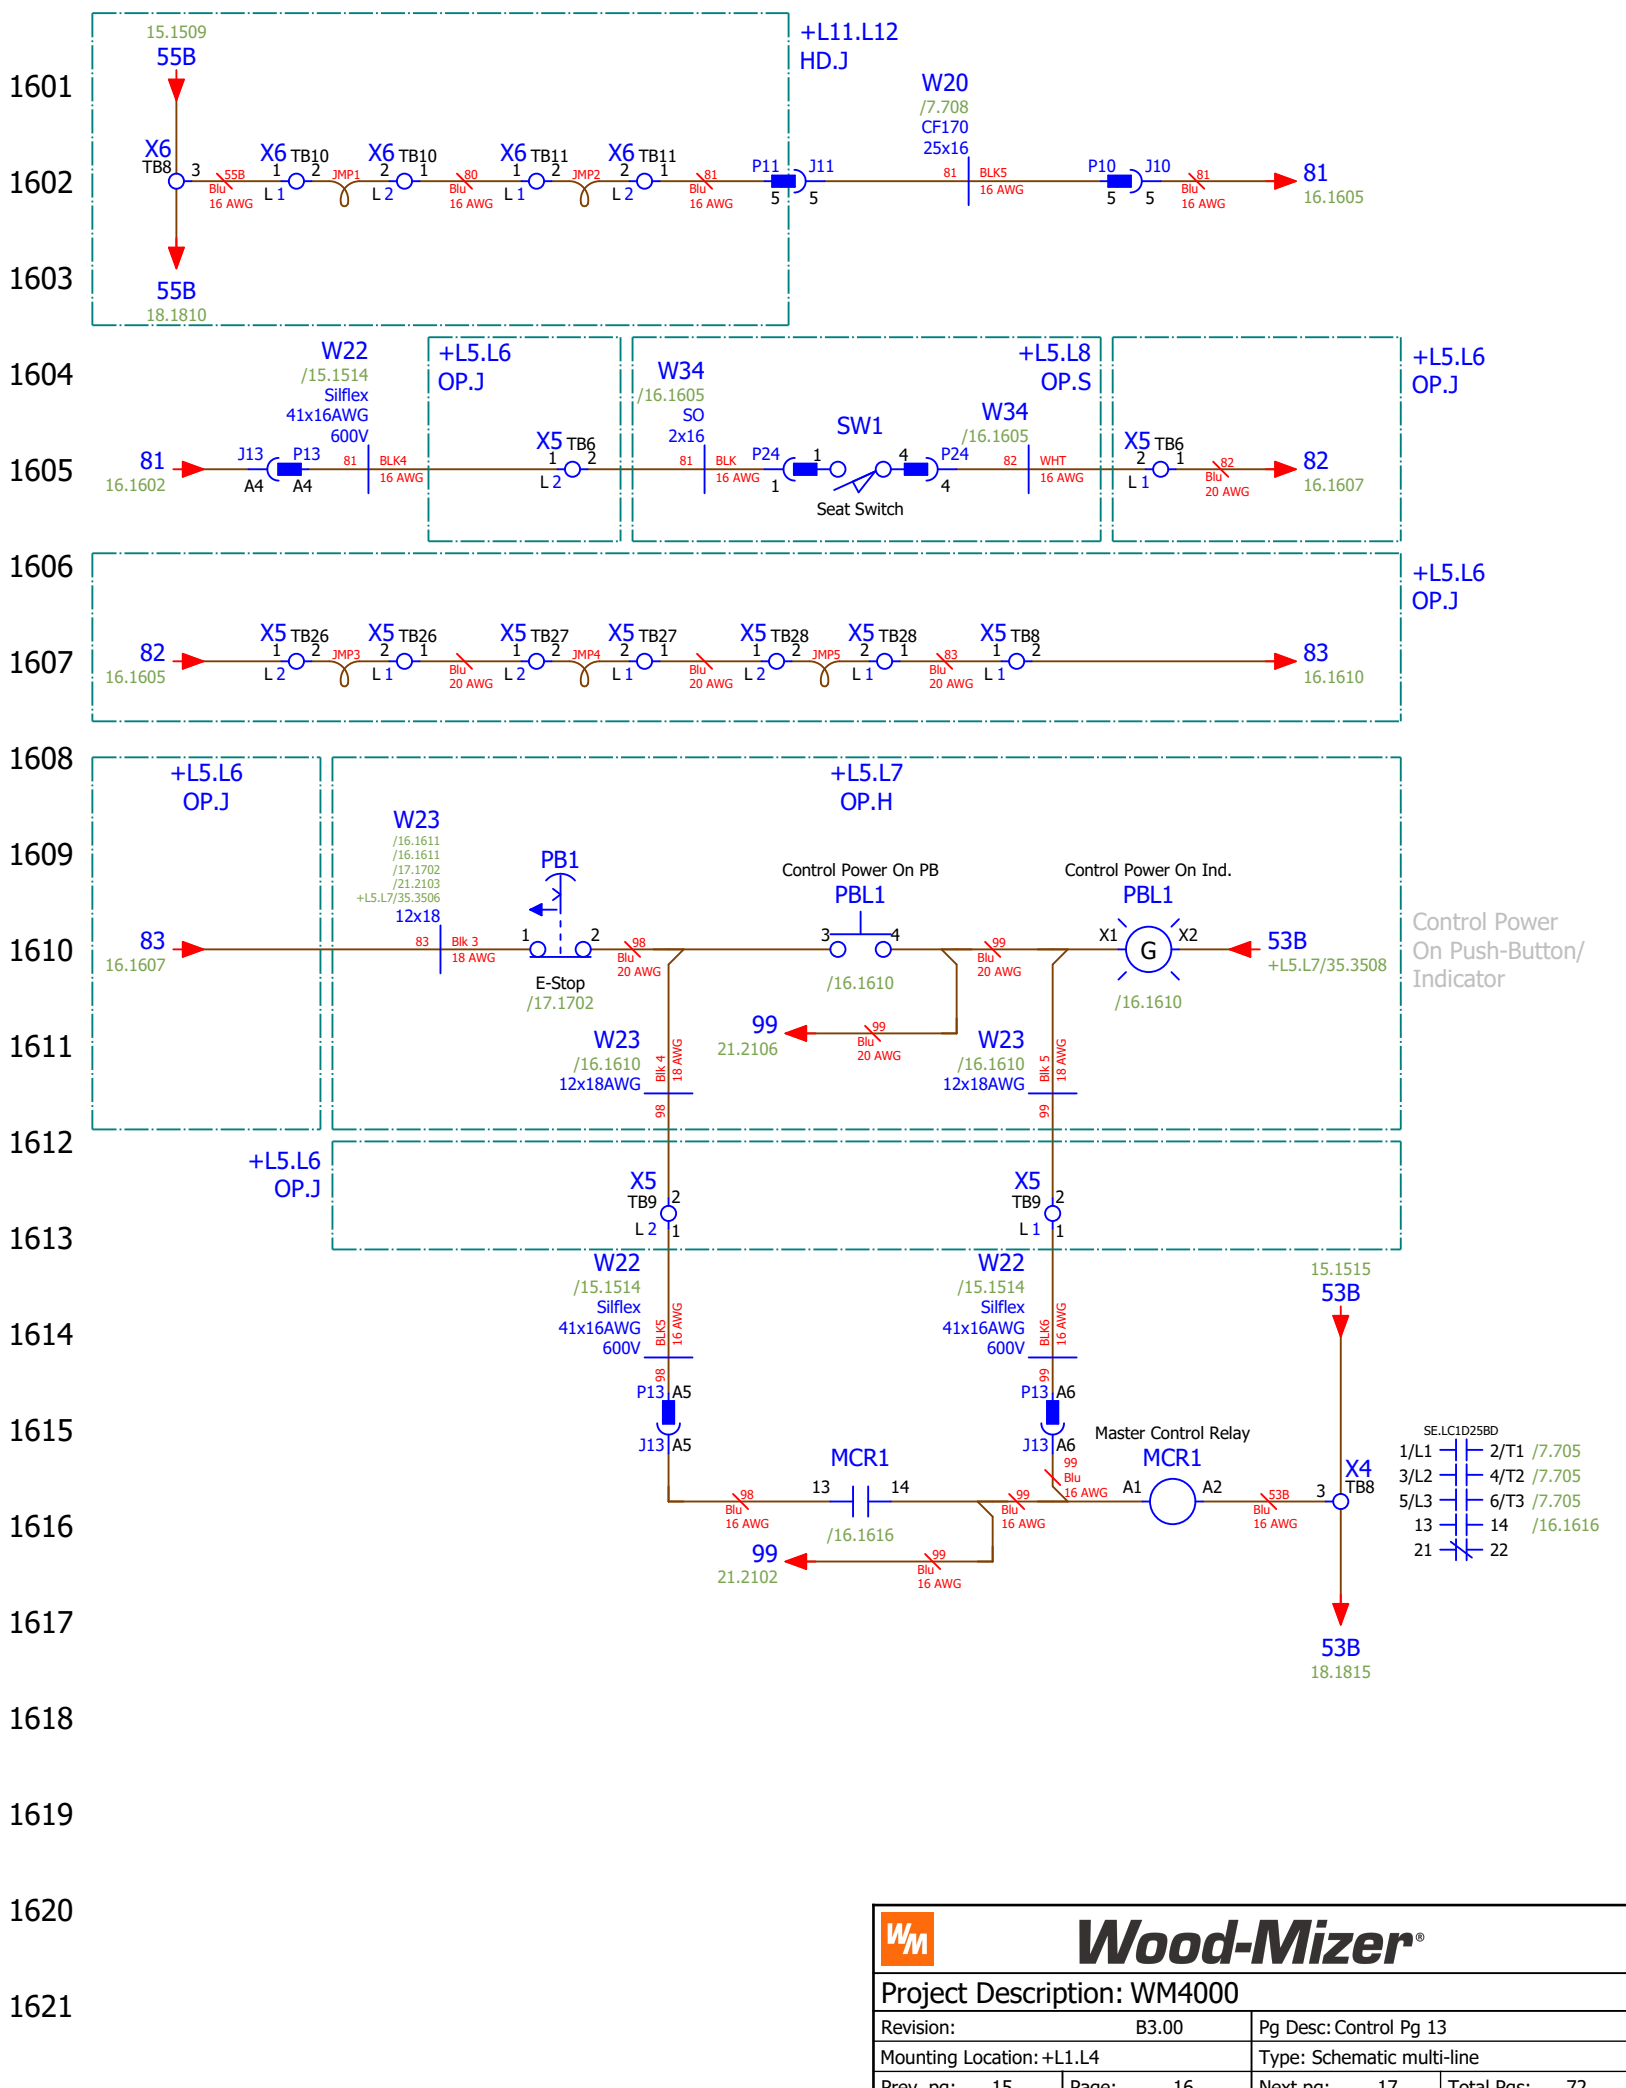 15.1509
55B
+L11.L12
HD.J
1601
W20
/7.708
CF170
25x16
X6
TB8
3
55B
Blu
16 AWG
X6 TB10
1 2
L 1
JMP1
X6 TB10
2 1
L 2
80
Blu
16 AWG
X6 TB11
1 2
L 1
JMP2
X6 TB11
2 1
L 2
81
Blu
16 AWG
P11 J11
5 5
81 BLK5
16 AWG
P10 J10
5 5
81
Blu
16 AWG
81
16.1605
1602
1603
55B
18.1810
1604
W22
/15.1514
Silflex
41x16AWG
600V
+L5.L6
OP.J
W34
/16.1605
SO
2x16
+L5.L8
OP.S
W34
/16.1605
+L5.L6
OP.J
1605
81
16.1602
J13 P13
A4 A4
81 BLK4
16 AWG
X5 TB6
1 2
L 2
81 BLK
16 AWG
P24
1
1
SW1
4
P24
4
Seat Switch
82 WHT
16 AWG
X5 TB6
2 1
L 1
82
Blu
20 AWG
82
16.1607
1606
+L5.L6
OP.J
1607
82
16.1605
X5 TB26
1 2
L 2
JMP3
X5 TB26
2 1
L 1
Blu
20 AWG
X5 TB27
1 2
L 2
JMP4
X5 TB27
2 1
L 1
Blu
20 AWG
X5 TB28
1 2
L 2
JMP5
X5 TB28
2 1
L 1
83
Blu
20 AWG
X5 TB8
1 2
L 1
83
16.1610
1608
+L5.L6
OP.J
+L5.L7
OP.H
1609
W23
/16.1611
/16.1611
/17.1702
/21.2103
+L5.L7/35.3506
12x18
PB1
Control Power On PB
PBL1
Control Power On Ind.
PBL1
1610
83
16.1607
83 Blk 3
18 AWG
1 2
E-Stop
/17.1702
98
Blu
20 AWG
3 4
/16.1610
99
Blu
20 AWG
X1 G X2
/16.1610
53B
+L5.L7/35.3508
Control Power
On Push-Button/
Indicator
1611
99
21.2106
99
Blu
20 AWG
W23
/16.1610
12x18AWG
Blk 4
18 AWG
98
W23
/16.1610
12x18AWG
Blk 5
18 AWG
99
1612
+L5.L6
OP.J
X5
TB9
2
L 2
1
X5
TB9
2
L 1
1
1613
W22
/15.1514
Silflex
41x16AWG
600V
BLK5
16 AWG
98
W22
/15.1514
Silflex
41x16AWG
600V
BLK6
16 AWG
99
15.1515
53B
1614
P13 A5
J13 A5
P13 A6
J13 A6
1615
99
Blu
16 AWG
98
Blu
16 AWG
MCR1
13 14
/16.1616
99
Blu
16 AWG
Master Control Relay
MCR1
A1 A2
53B
Blu
16 AWG
X4
TB8
3
SE.LC1D25BD
1/L1 2/T1 /7.705
3/L2 4/T2 /7.705
5/L3 6/T3 /7.705
13 14 /16.1616
21 22
1616
99
21.2102
99
Blu
16 AWG
1617
53B
18.1815
1618
1619
1620
1621
WM
Wood-Mizer®
Project Description: WM4000
Revision: B3.00
Pg Desc: Control Pg 13
Mounting Location: +L1.L4
Type: Schematic multi-line
Prev. pg: 15
Page: 16
Next pg: 17
Total Pgs: 72